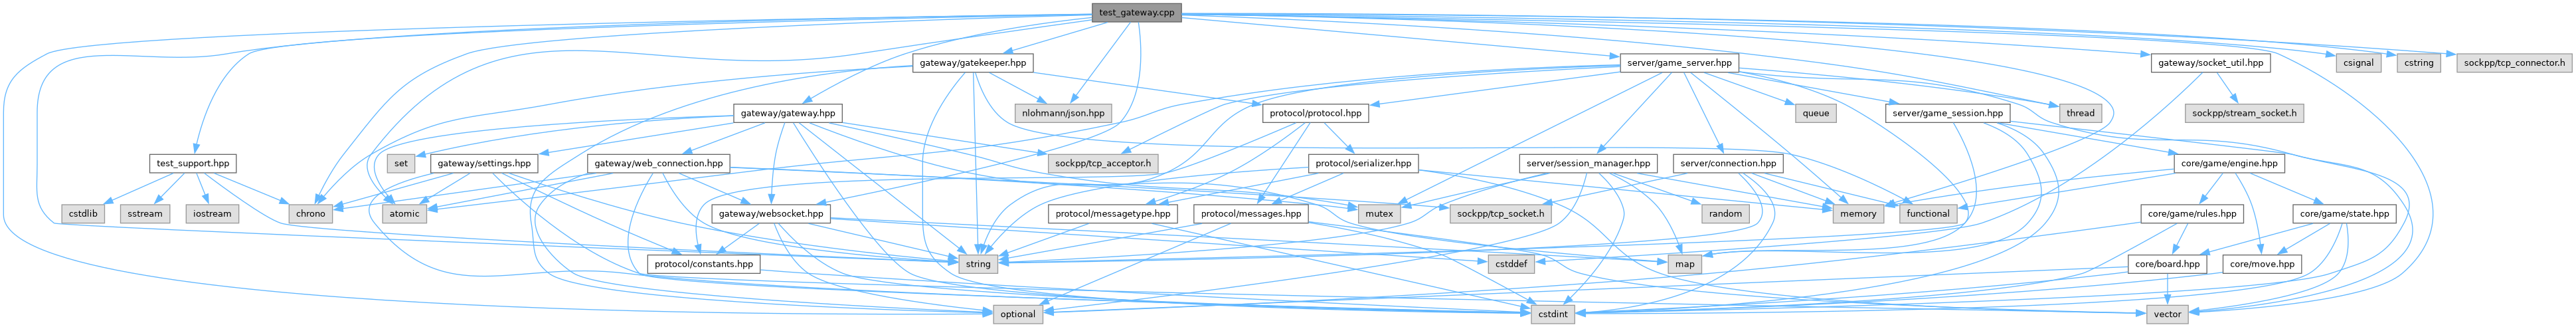 test_gateway.cpp
gateway/gatekeeper.hpp
server/game_server.hpp
gateway/socket_util.hpp
csignal
cstring
sockpp/tcp_connector.h
gateway/gateway.hpp
nlohmann/json.hpp
protocol/protocol.hpp
queue
server/game_session.hpp
thread
sockpp/stream_socket.h
test_support.hpp
set
gateway/settings.hpp
gateway/web_connection.hpp
sockpp/tcp_acceptor.h
protocol/serializer.hpp
server/session_manager.hpp
server/connection.hpp
core/game/engine.hpp
cstdlib
sstream
iostream
chrono
atomic
gateway/websocket.hpp
mutex
sockpp/tcp_socket.h
protocol/messagetype.hpp
protocol/messages.hpp
random
memory
functional
core/game/rules.hpp
core/game/state.hpp
protocol/constants.hpp
string
cstddef
map
core/board.hpp
core/move.hpp
optional
cstdint
vector